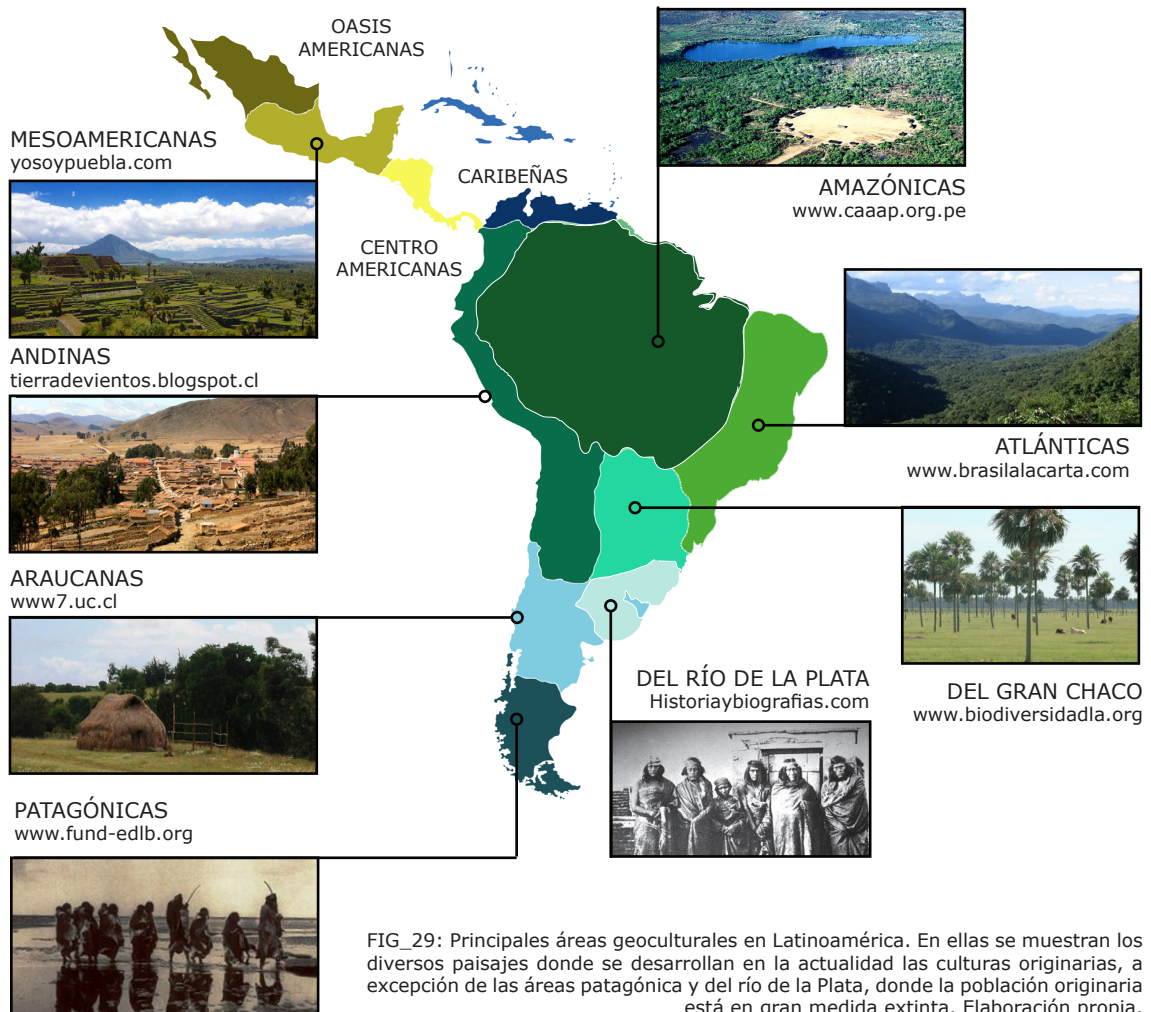 OASIS
AMERICANAS
MESOAMERICANAS
yosoypuebla.com
CARIBEÑAS
AMAZÓNICAS
www.caaap.org.pe
CENTRO
AMERICANAS
ANDINAS
tierradevientos.blogspot.cl
ATLÁNTICAS
www.brasilalacarta.com
ARAUCANAS
www7.uc.cl
DEL RÍO DE LA PLATA
Historiaybiografias.com
DEL GRAN CHACO
www.biodiversidadla.org
PATAGÓNICAS
www.fund-edlb.org
FIG_29: Principales áreas geoculturales en Latinoamérica. En ellas se muestran los
diversos paisajes donde se desarrollan en la actualidad las culturas originarias, a
excepción de las áreas patagónica y del río de la Plata, donde la población originaria
está en gran medida extinta. Elaboración propia.